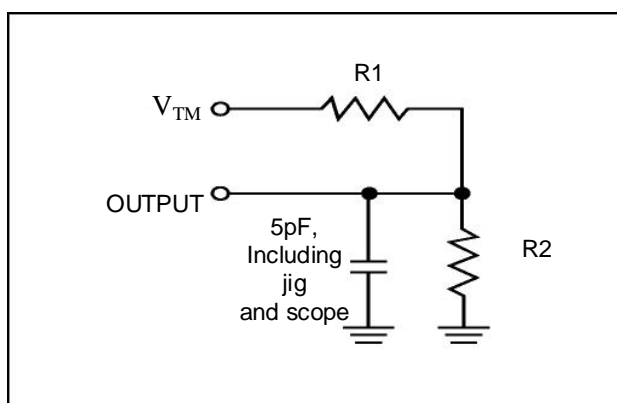 R1
VTM
OUTPUT
5pF,
Including
jig
and scope
R2